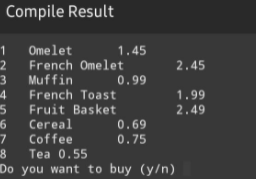 Compile Result
1 Omelet 1.45
2 French Omelet 2.45
3 Muffin 0.99
4 French Toast 1.99
5 Fruit Basket 2.49
6 Cereal 0.69
7 Coffee 0.75
8 Tea 0.55
Do you want to buy (y/n)